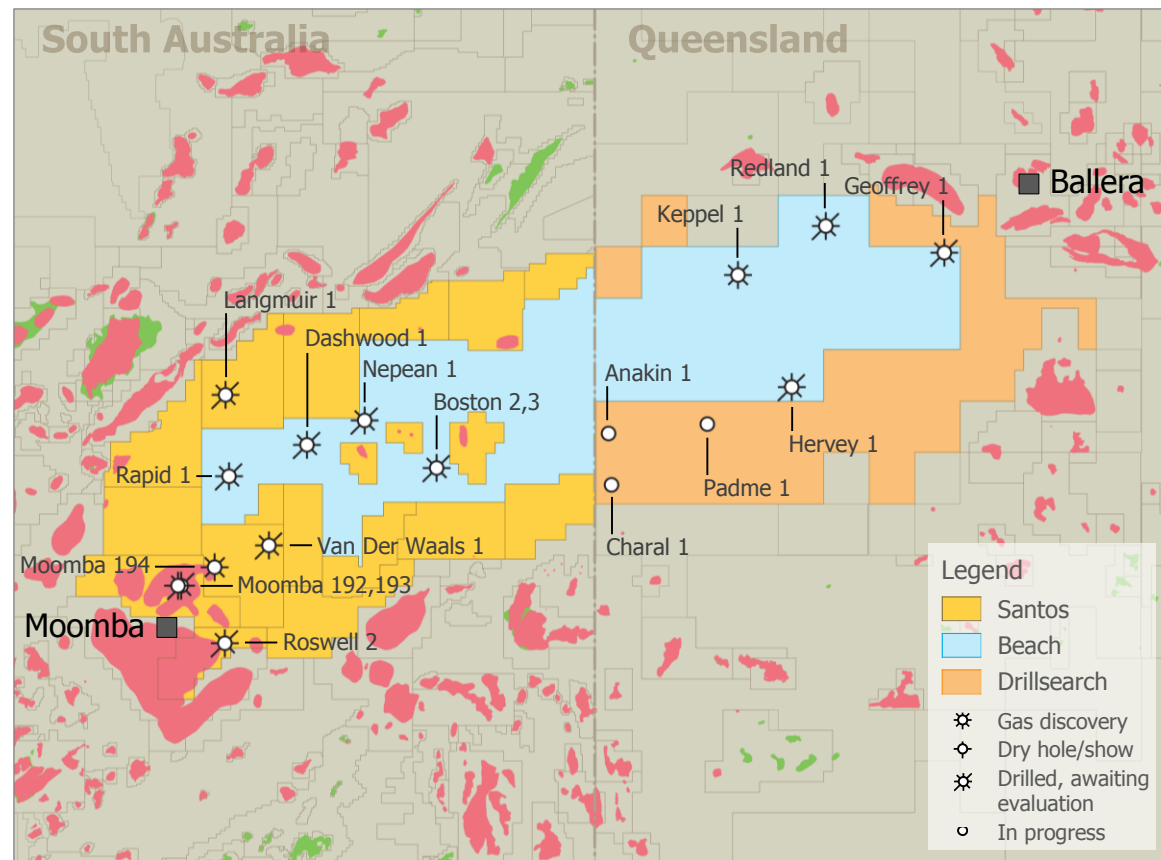 South Australia
Queensland
Redland 1
Geoffrey 1
Ballera
Keppel 1
Langmuir 1
Dashwood 1
Nepean 1
Anakin 1
Boston 2,3
Hervey 1
Rapid 1
Padme 1
Van Der Waals 1
Charal 1
Moomba 194
Moomba 192,193
Moomba
Roswell 2
Legend
Santos
Beach
Drillsearch
Gas discovery
Dry hole/show
Drilled, awaiting
evaluation
In progress